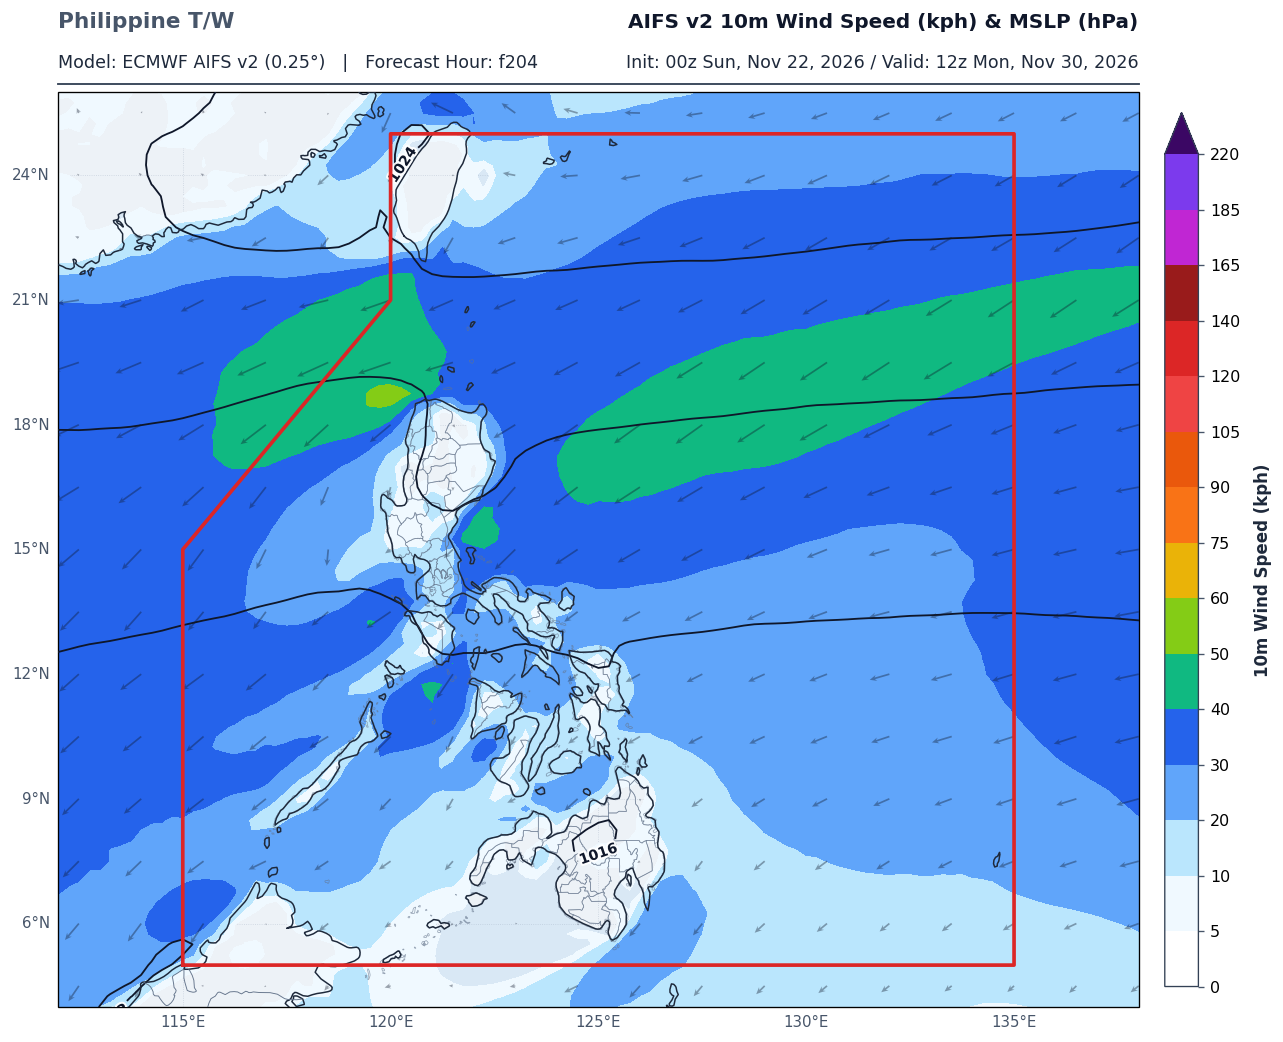 Philippine T/W
AIFS v2 10m Wind Speed (kph) & MSLP (hPa)
Model: ECMWF AIFS v2 (0.25°) | Forecast Hour: f204
Init: 00z Sun, Nov 22, 2026 / Valid: 12z Mon, Nov 30, 2026
24°N
21°N
18°N
15°N
12°N
9°N
6°N
1024
1016
115°E
120°E
125°E
130°E
135°E
220
185
165
140
120
105
90
75
60
50
40
30
20
10
5
0
10m Wind Speed (kph)